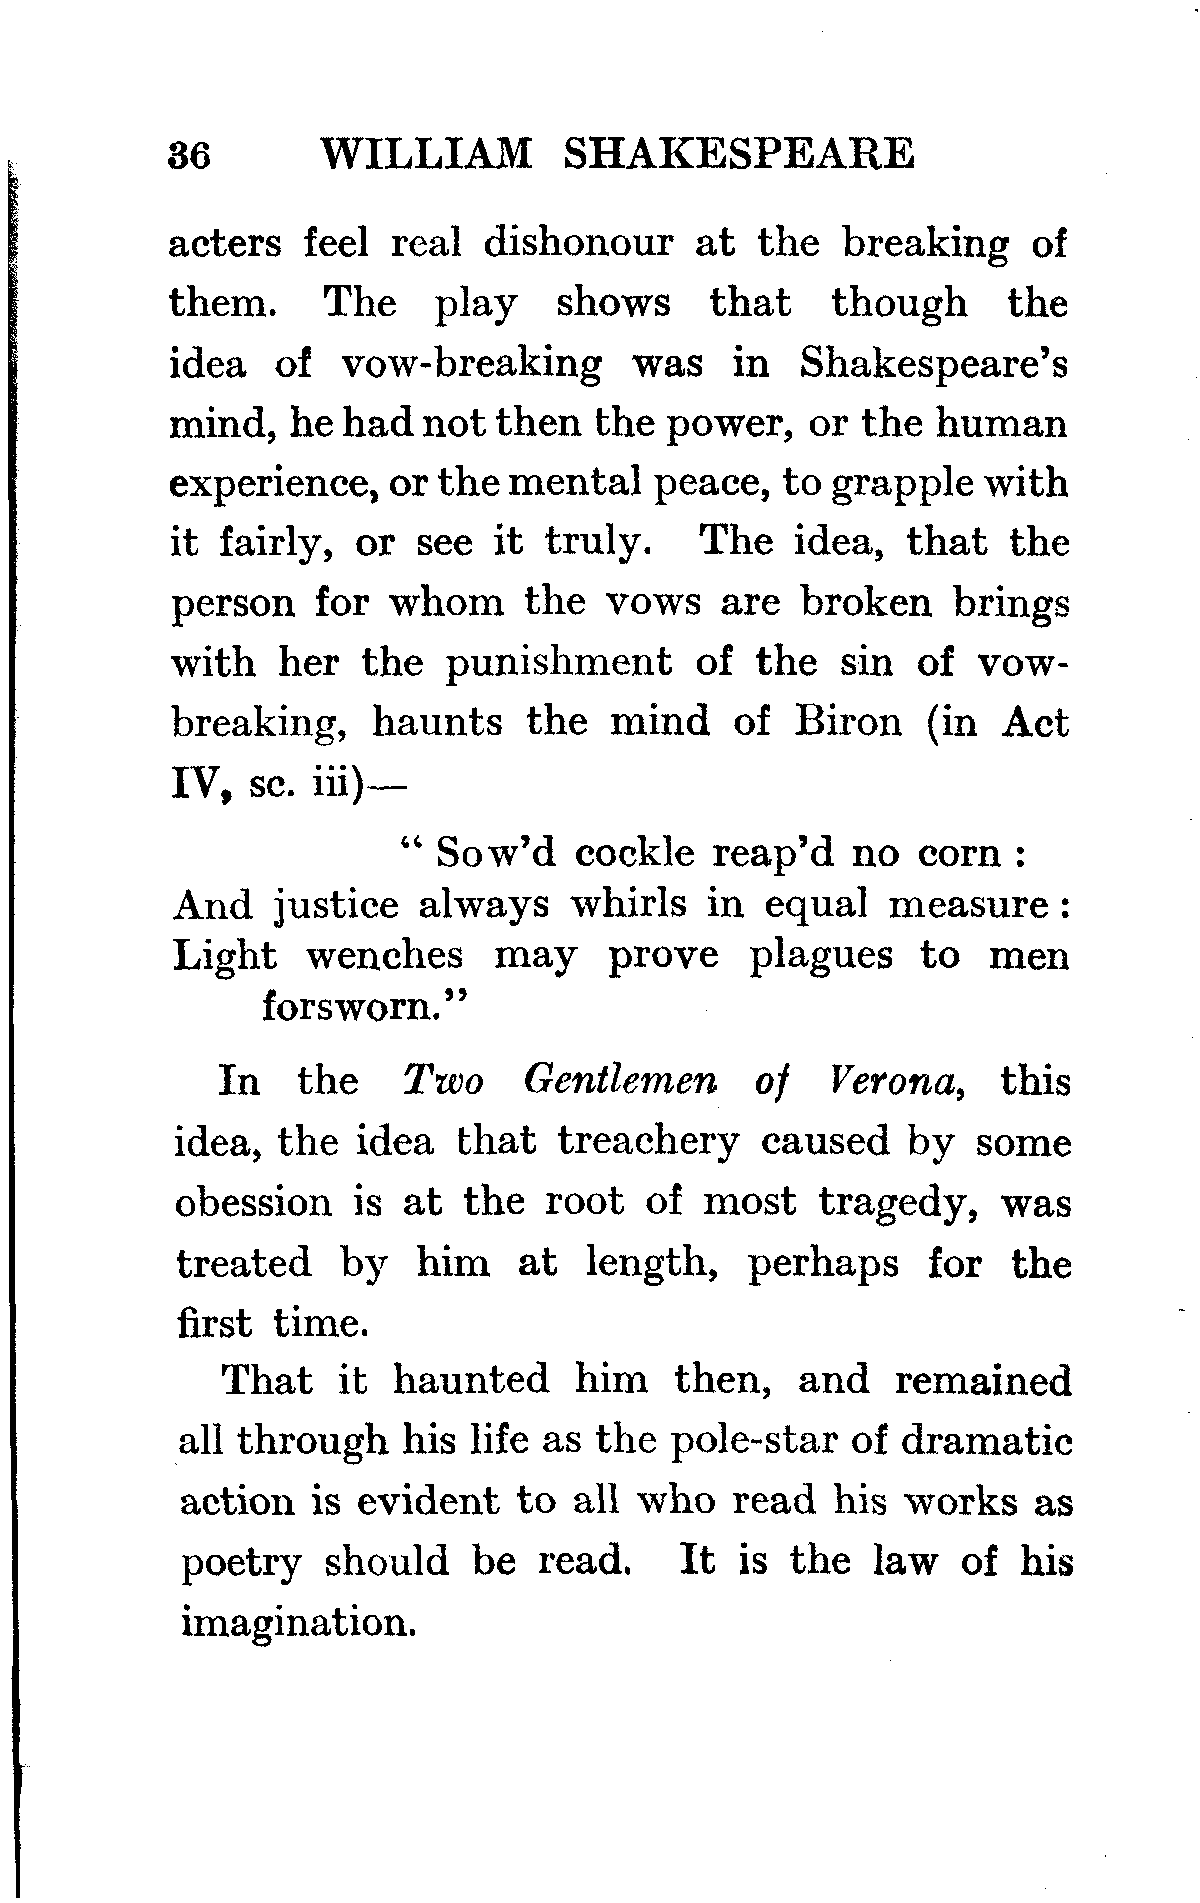 36 WILLIAM SHAKESPEARE
acters feel real dishonour at the breaking of
them. The play shows that though the
idea of vow-breaking was in Shakespeare's
mind, he had not then the power, or the human
experience, or the mental peace, to grapple with
it fairly, or see it truly. The idea, that the
person for whom the vows are broken brings
with her the punishment of the sin of vow-
breaking, haunts the mind of Biron (in Act
IV, sc. iii)—
“ Sow'd cockle reap'd no corn :
And justice always whirls in equal measure :
Light wenches may prove plagues to men
forsworn.”
In the Two Gentlemen of Verona, this
idea, the idea that treachery caused by some
obession is at the root of most tragedy, was
treated by him at length, perhaps for the
first time.
That it haunted him then, and remained
all through his life as the pole-star of dramatic
action is evident to all who read his works as
poetry should be read. It is the law of his
imagination.